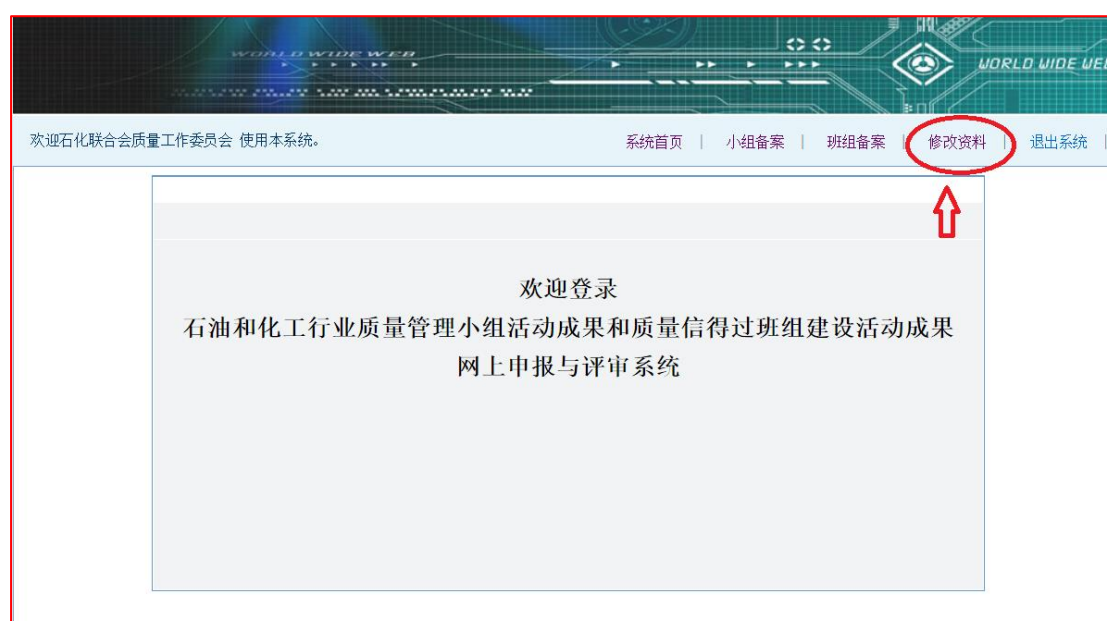 WORLD WIDE WEB
WORLD WIDE WEB
欢迎石化联合会质量工作委员会 使用本系统。
系统首页 | 小组备案 | 班组备案 | 修改资料 | 退出系统 |
欢迎登录
石油和化工行业质量管理小组活动成果和质量信得过班组建设活动成果
网上申报与评审系统